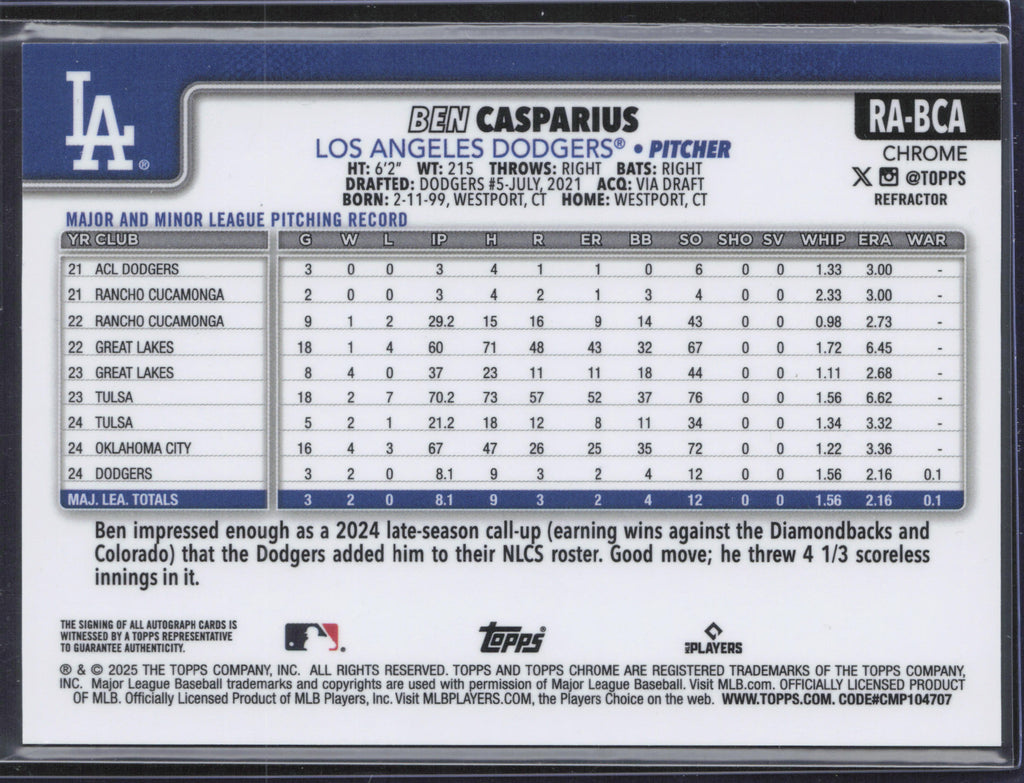 LA®
BEN CASPARIUS
RA-BCA
LOS ANGELES DODGERS® • PITCHER
CHROME
HT: 6'2" WT: 215 THROWS: RIGHT BATS: RIGHT
X @TOPPS
DRAFTED: DODGERS #5-JULY, 2021 ACQ: VIA DRAFT
REFRACTOR
BORN: 2-11-99, WESTPORT, CT HOME: WESTPORT, CT
MAJOR AND MINOR LEAGUE PITCHING RECORD
YR CLUB G W L IP H R ER BB SO SHO SV WHIP ERA WAR
21 ACL DODGERS 3 0 0 3 4 1 1 0 6 0 0 1.33 3.00 -
21 RANCHO CUCAMONGA 2 0 0 3 4 2 1 3 4 0 0 2.33 3.00 -
22 RANCHO CUCAMONGA 9 1 2 29.2 15 16 9 14 43 0 0 0.98 2.73 -
22 GREAT LAKES 18 1 4 60 71 48 43 32 67 0 0 1.72 6.45 -
23 GREAT LAKES 8 4 0 37 23 11 11 18 44 0 0 1.11 2.68 -
23 TULSA 18 2 7 70.2 73 57 52 37 76 0 0 1.56 6.62 -
24 TULSA 5 2 1 21.2 18 12 8 11 34 0 0 1.34 3.32 -
24 OKLAHOMA CITY 16 4 3 67 47 26 25 35 72 0 0 1.22 3.36 -
24 DODGERS 3 2 0 8.1 9 3 2 4 12 0 0 1.56 2.16 0.1
MAJ. LEA. TOTALS 3 2 0 8.1 9 3 2 4 12 0 0 1.56 2.16 0.1
Ben impressed enough as a 2024 late-season call-up (earning wins against the Diamondbacks and
Colorado) that the Dodgers added him to their NLCS roster. Good move; he threw 4 1/3 scoreless
innings in it.
THE SIGNING OF ALL AUTOGRAPH CARDS IS
WITNESSED BY A TOPPS REPRESENTATIVE
TO GUARANTEE AUTHENTICITY.
TOPPS®
MLB PLAYERS
® & © 2025 THE TOPPS COMPANY, INC. ALL RIGHTS RESERVED. TOPPS AND TOPPS CHROME ARE REGISTERED TRADEMARKS OF THE TOPPS COMPANY,
INC. Major League Baseball trademarks and copyrights are used with permission of Major League Baseball. Visit MLB.com. OFFICIALLY LICENSED PRODUCT
OF MLB. Officially Licensed Product of MLB Players, Inc. Visit MLBPLAYERS.COM, the Players Choice on the web. WWW.TOPPS.COM. CODE#CMP104707